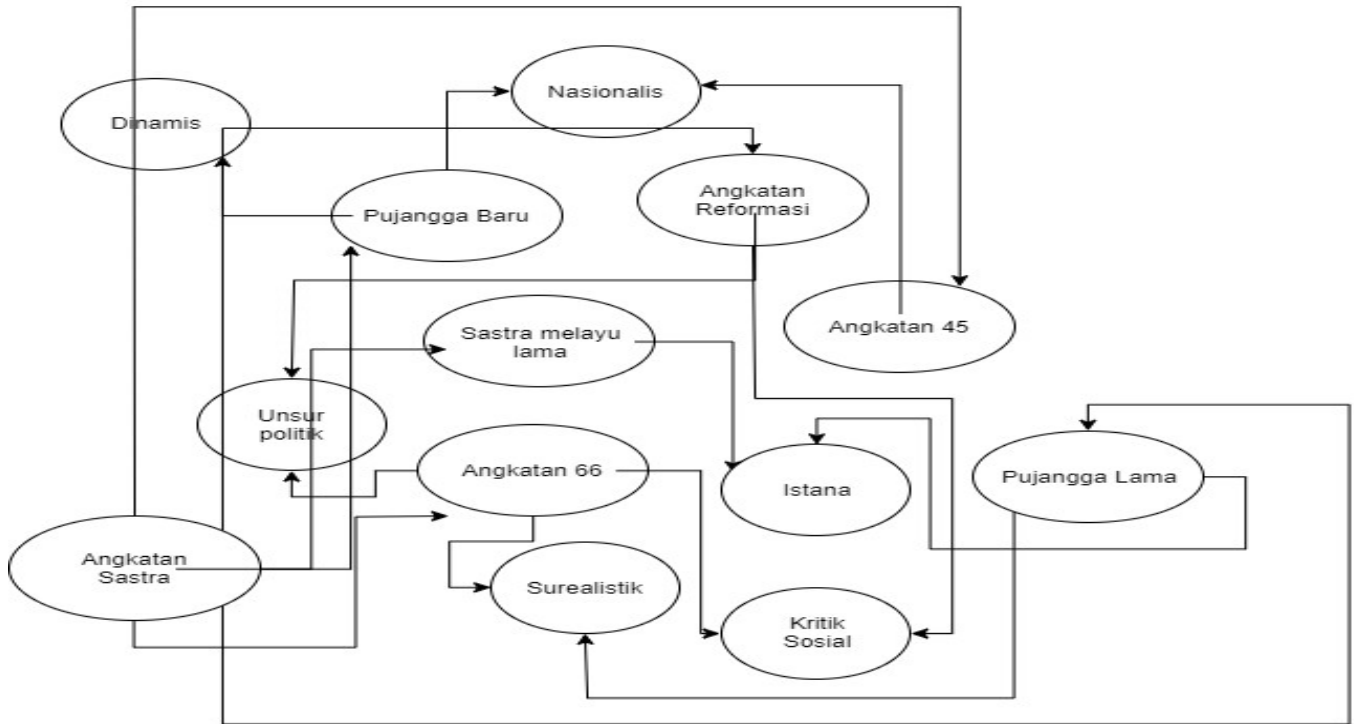 Nasionalis
Dinamis
Angkatan
Reformasi
Pujangga Baru
Angkatan 45
Sastra melayu
lama
Unsur
politik
Angkatan 66
Istana
Pujangga Lama
Angkatan
Sastra
Surealistik
Kritik
Sosial